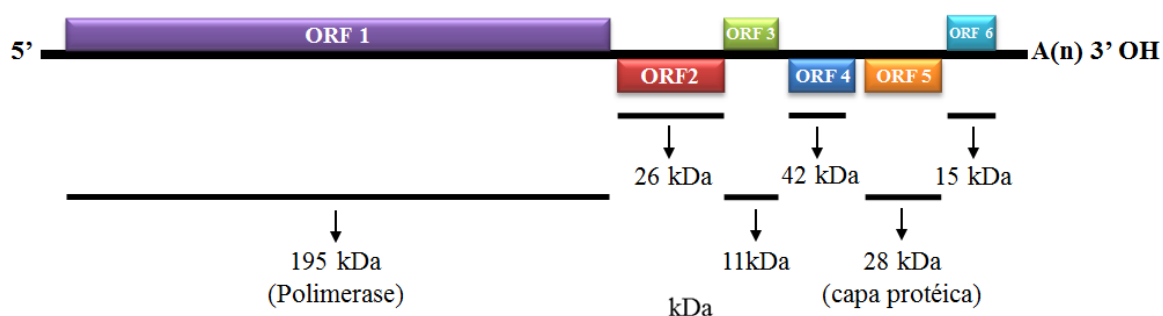 ORF 1 ORF 3 ORF 6
5’ A(n) 3’ OH
ORF2 ORF 4 ORF 5
26 kDa 42 kDa 15 kDa
195 kDa 11kDa 28 kDa
(Polimerase) (capa protéica)
kDa